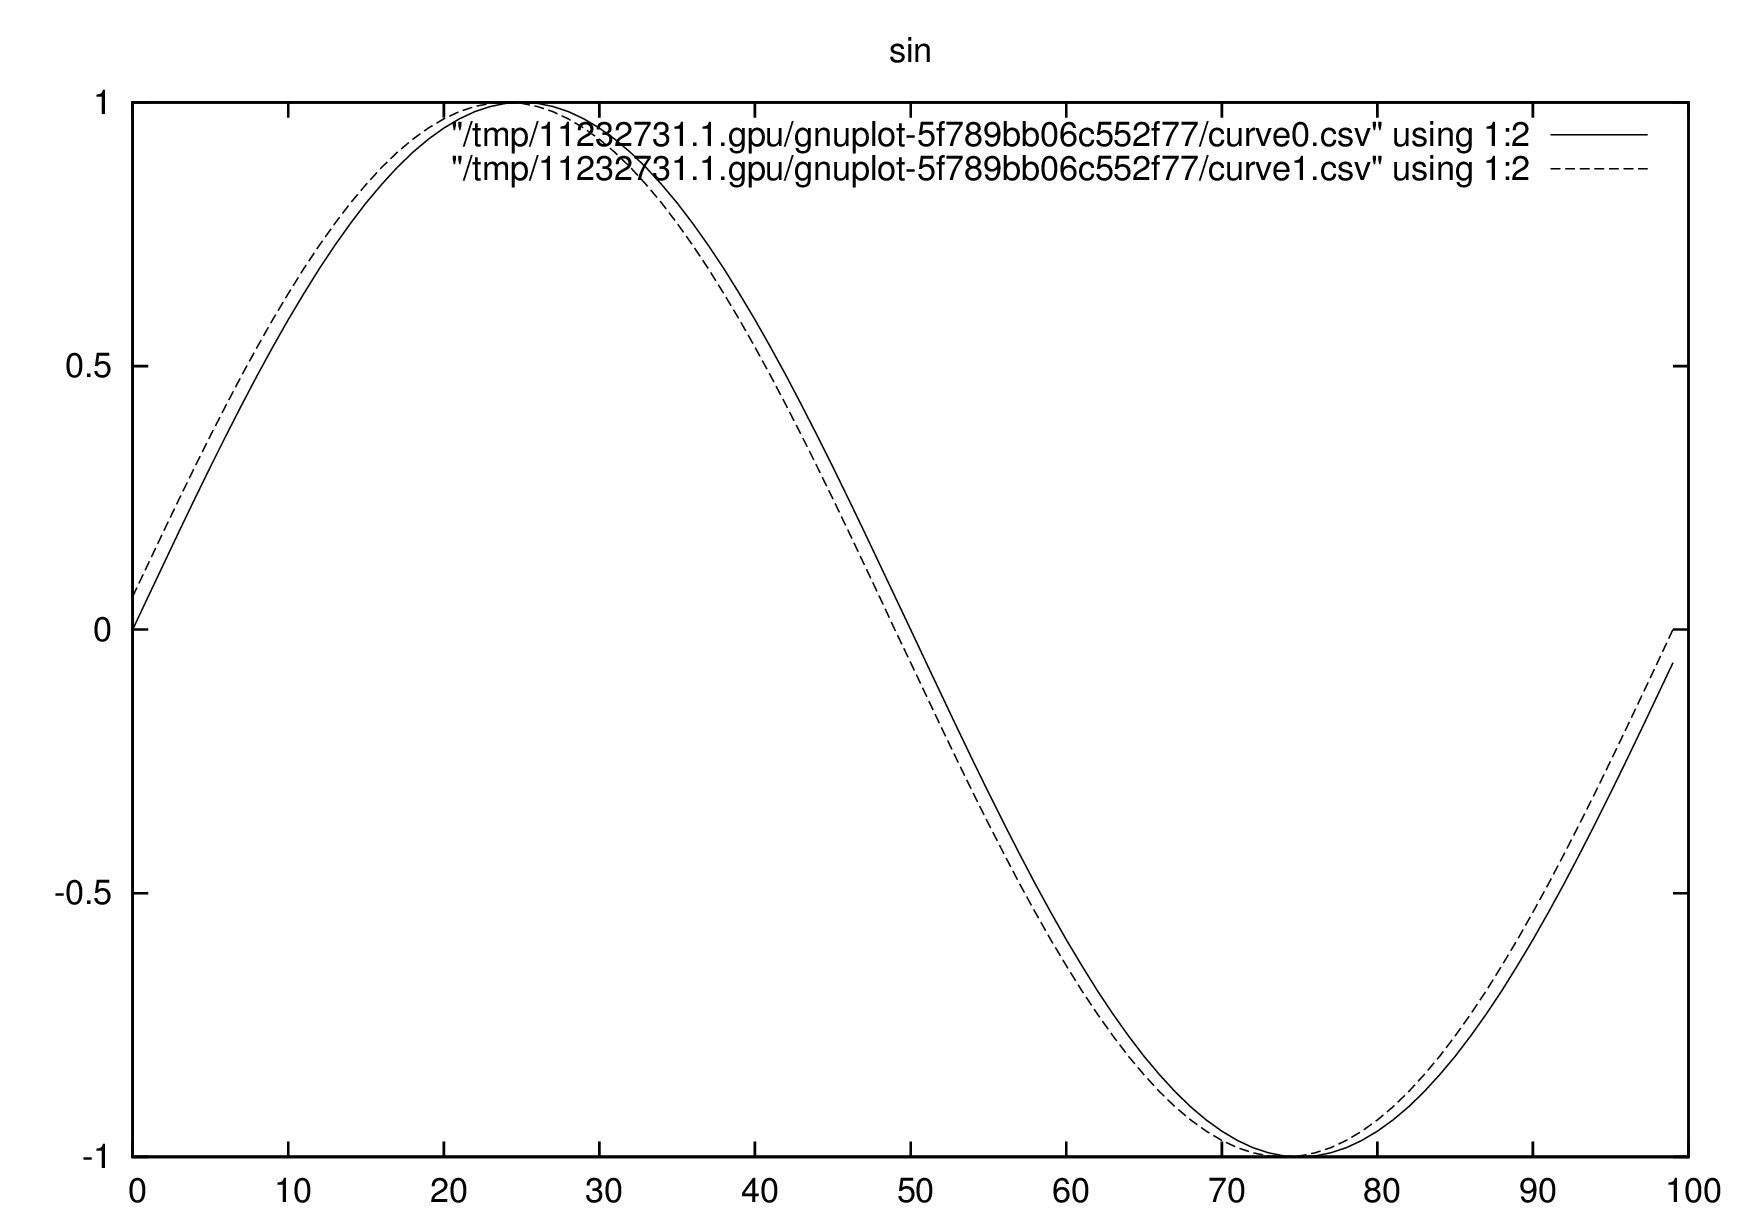 sin
"/tmp/11232731.1.gpu/gnuplot-5f789bb06c552f77/curve0.csv" using 1:2
"/tmp/11232731.1.gpu/gnuplot-5f789bb06c552f77/curve1.csv" using 1:2
1
0.5
0
-0.5
-1
0 10 20 30 40 50 60 70 80 90 100